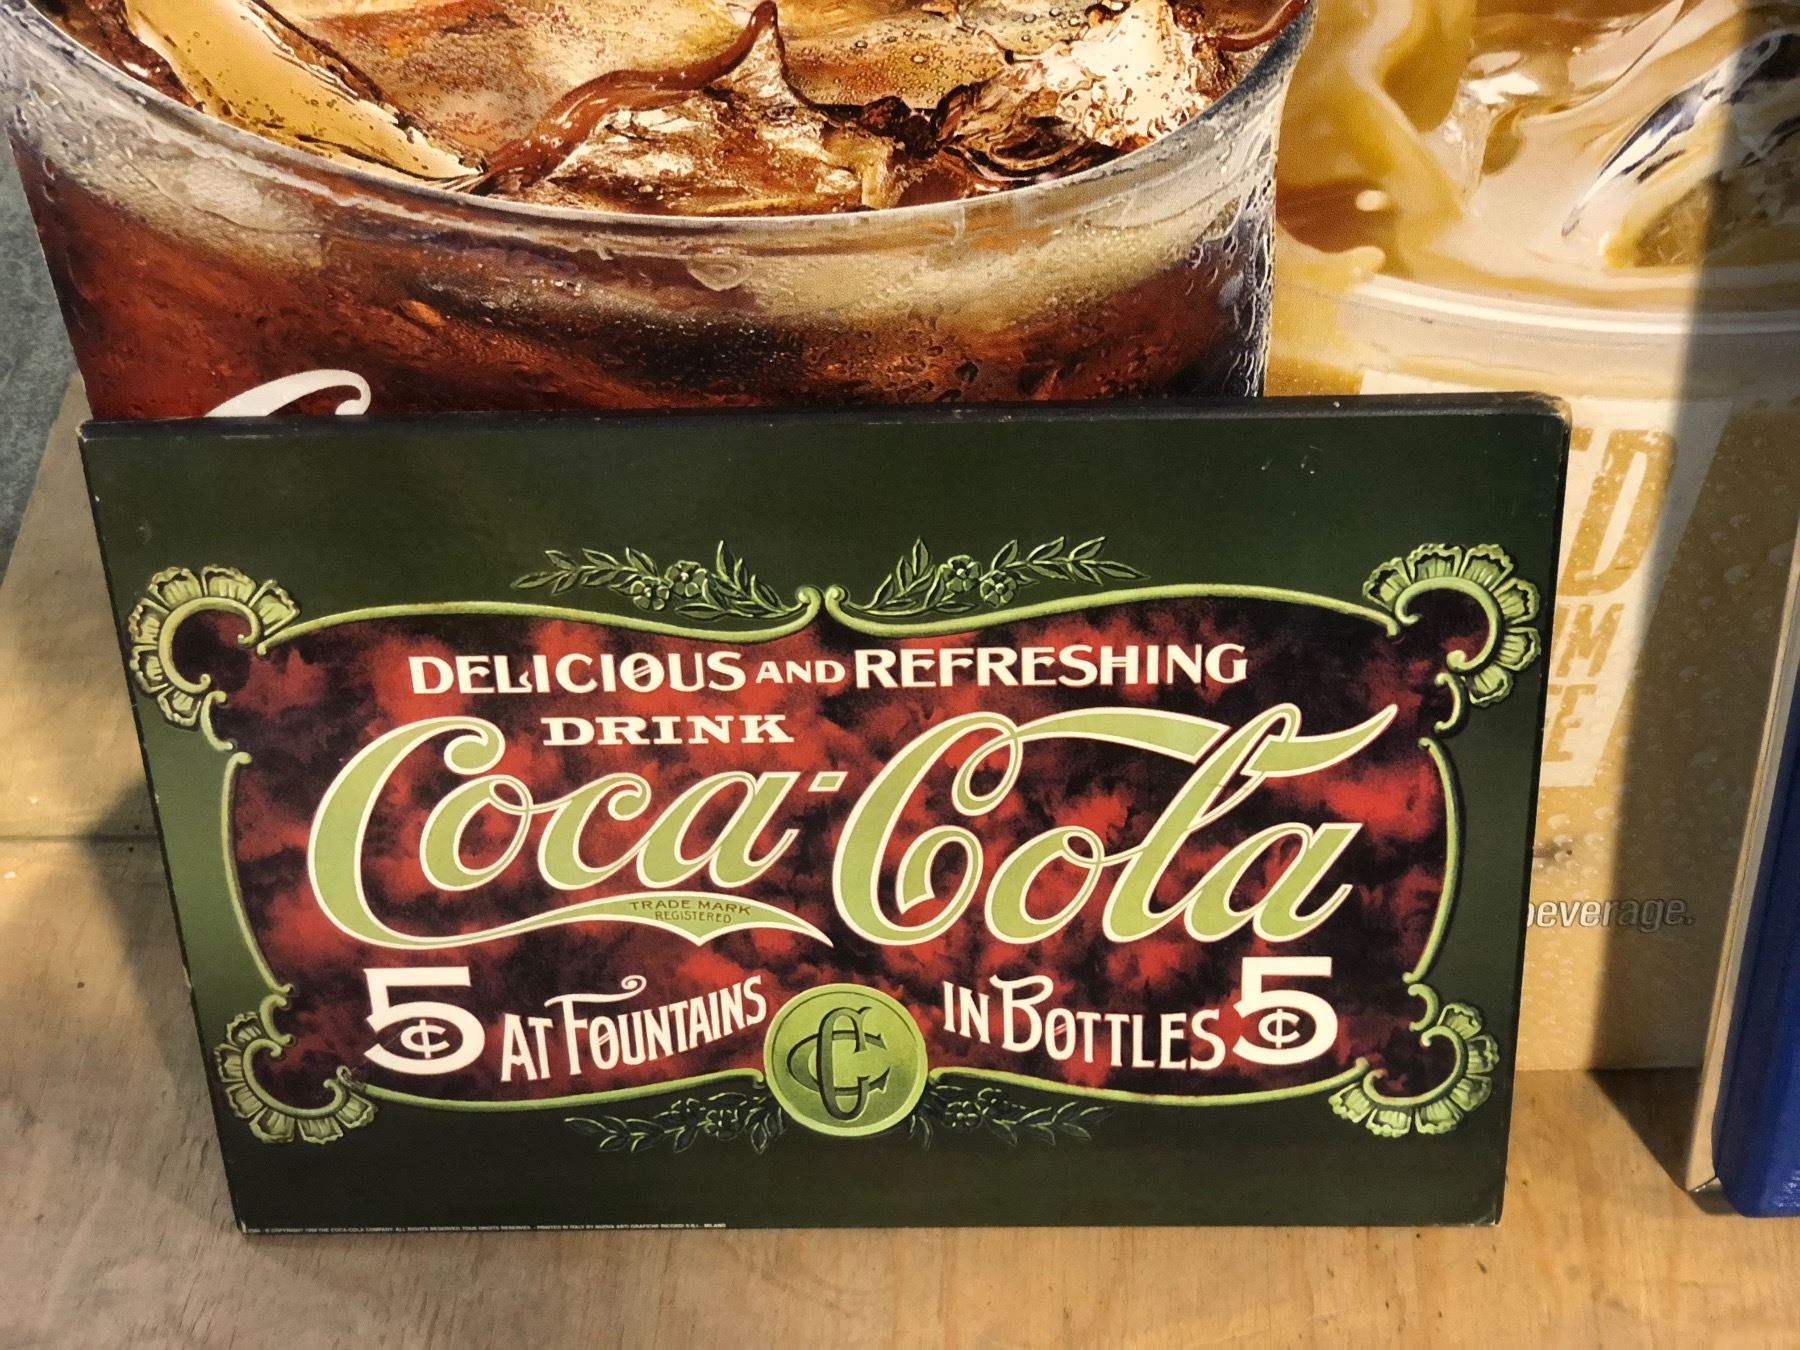 DELICIOUS AND REFRESHING
DRINK
Coca-Cola
TRADE MARK
REGISTERED
5¢ AT FOUNTAINS
IN BOTTLES 5¢
beverage.